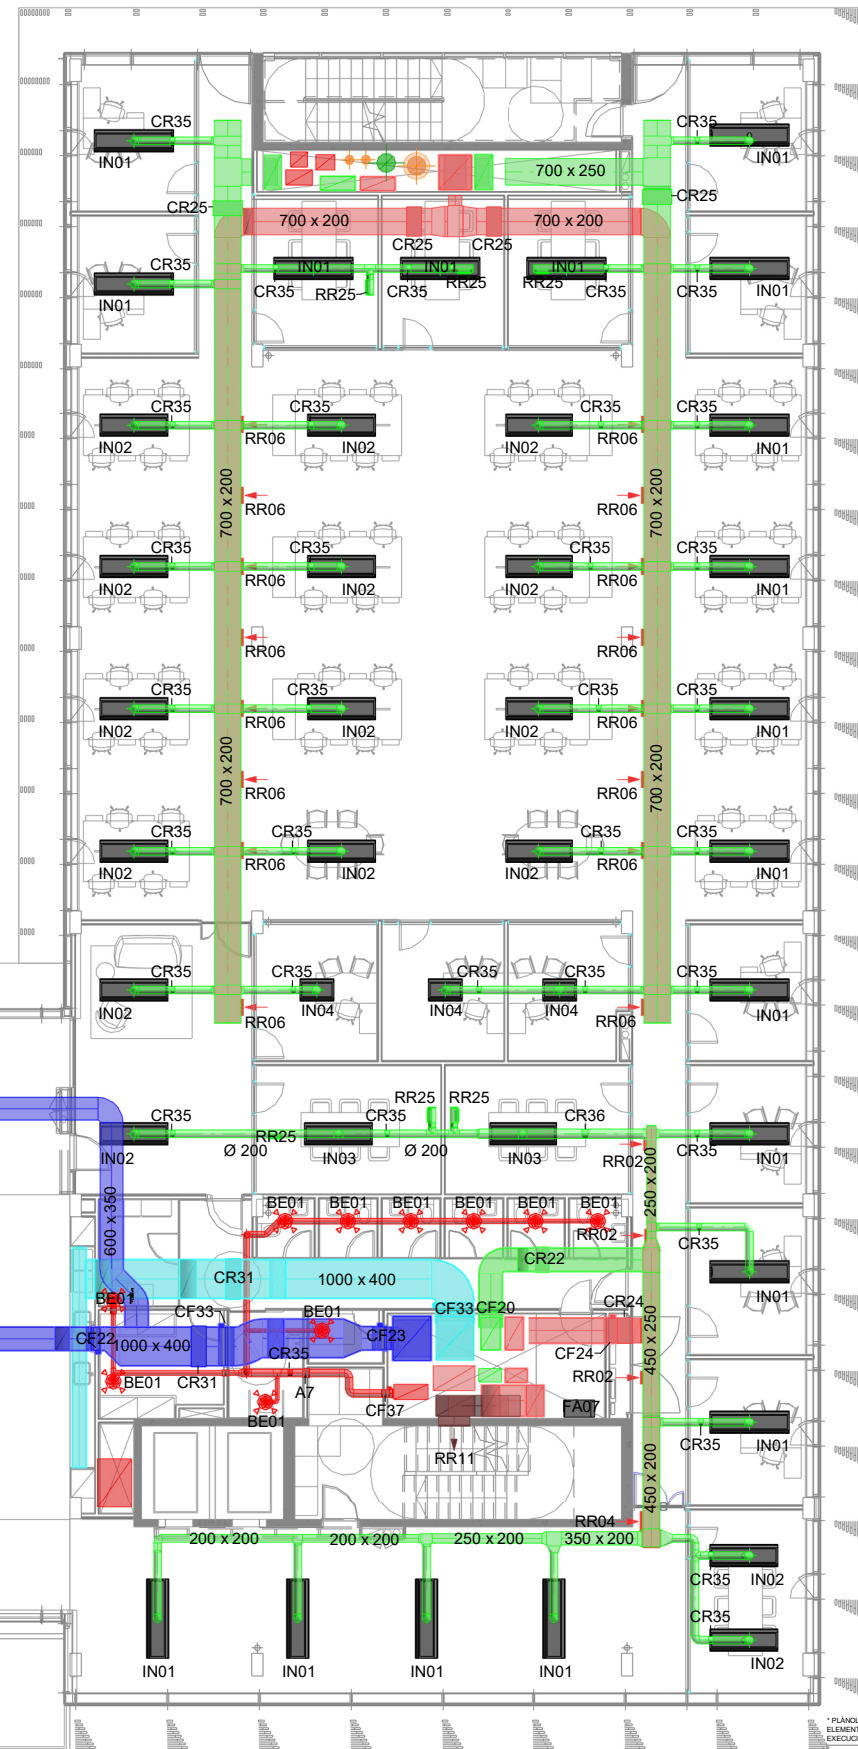 CR35
CR35
IN01
IN01
700 x 250
CR25
CR25
700 x 200
700 x 200
CR25
CR25
CR35
IN01
IN01
IN01
IN01
CR35
RR25
CR35
RR25
RR25
CR35
CR35
IN01
CR35
CR35
CR35
CR35
IN02
RR06
IN02
IN02
RR06
IN01
700 x 200
700 x 200
RR06
RR06
CR35
CR35
CR35
CR35
IN02
RR06
IN02
IN02
RR06
IN01
RR06
RR06
CR35
CR35
CR35
CR35
IN02
RR06
IN02
IN02
RR06
IN01
700 x 200
700 x 200
RR06
RR06
CR35
CR35
CR35
CR35
IN02
RR06
IN02
IN02
RR06
IN01
CR35
CR35
CR35
CR35
CR35
IN02
RR06
IN04
IN04
IN04
RR06
IN01
RR25
RR25
CR35
RR25
CR35
CR36
CR35
IN02
Ø 200
IN03
Ø 200
IN03
RR02
IN01
250 x 200
600 x 350
BE01
BE01
BE01
BE01
BE01
BE01
RR02
CR35
CR31
1000 x 400
CR22
IN01
BE01
CF33
BE01
CF33
CF20
CR24
CF22
1000 x 400
CF23
CF24
450 x 250
CR35
BE01
CR31
A7
RR02
BE01
CF37
FA07
IN01
CR35
RR11
450 x 200
RR04
200 x 200
200 x 200
250 x 200
350 x 200
CR35
IN02
CR35
IN02
IN01
IN01
IN01
IN01
* PLÀNOL
ELEMENT
EXECUCI